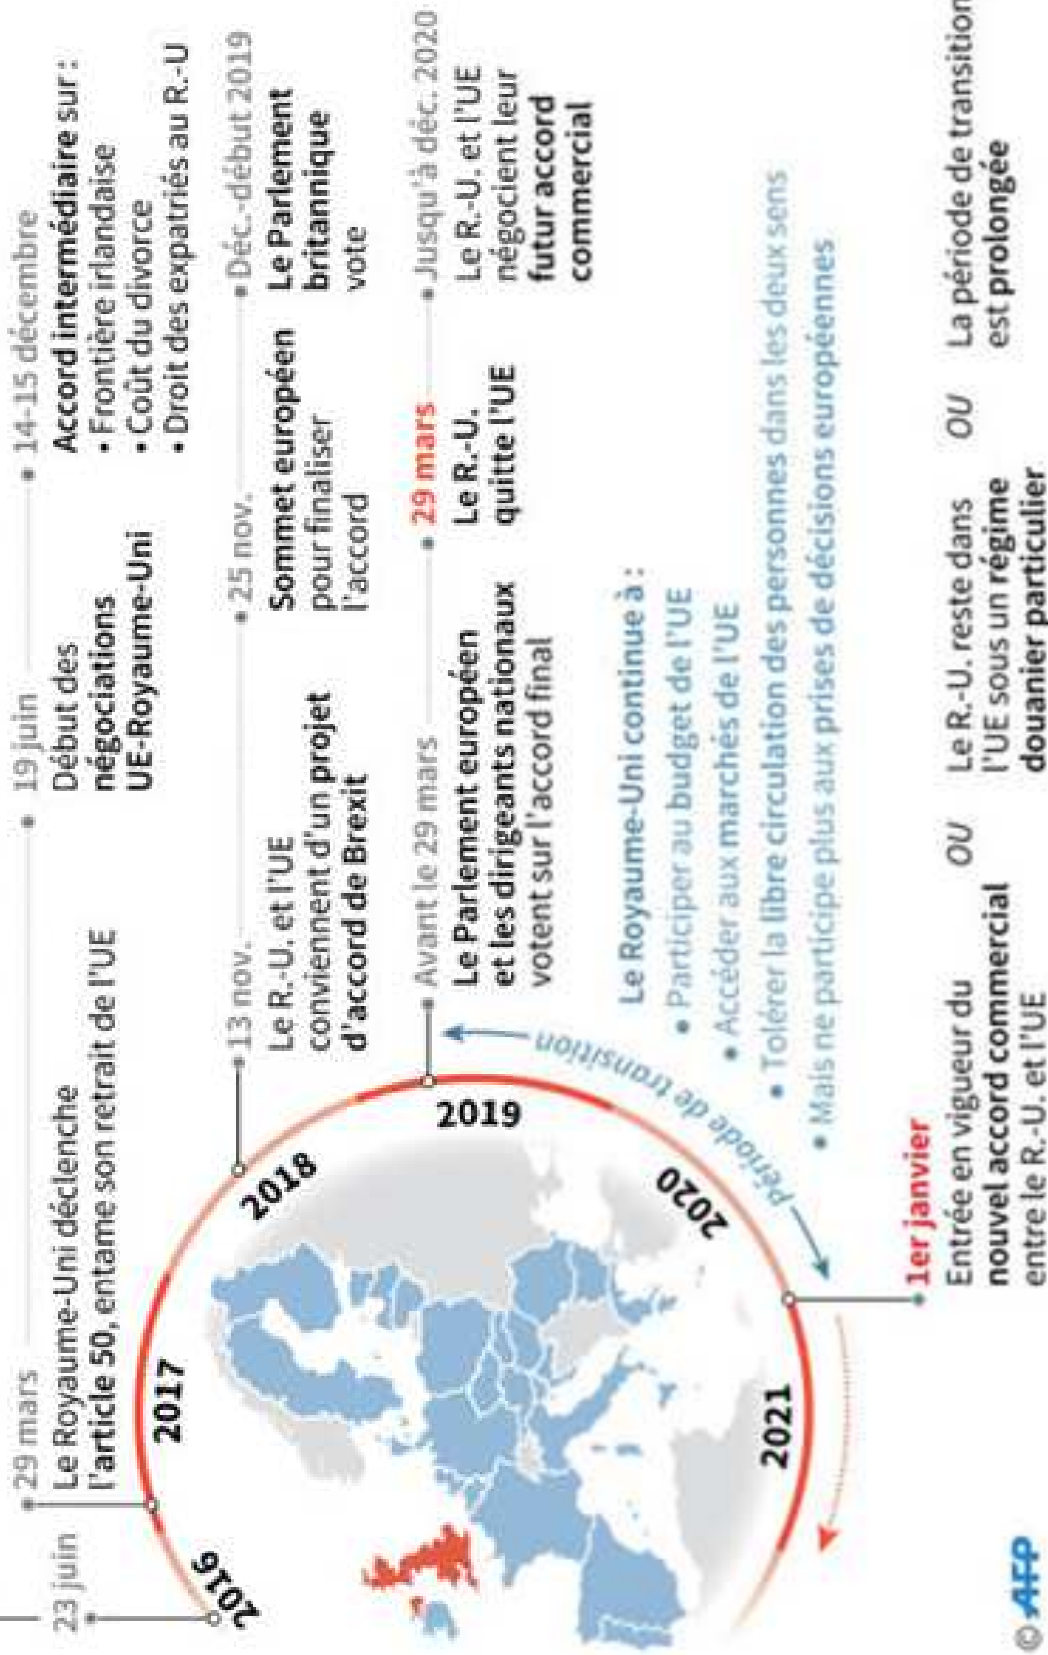 23 juin
29 mars
Le Royaume-Uni déclenche
l'article 50, entame son retrait de l'UE
19 juin
Début des
négociations
UE-Royaume-Uni
14-15 décembre
Accord intermédiaire sur :
• Frontière irlandaise
• Coût du divorce
• Droit des expatriés au R.-U
13 nov.
Le R.-U. et l'UE
conviennent d'un projet
d'accord de Brexit
25 nov.
Sommet européen
pour finaliser
l'accord
Déc.-début 2019
Le Parlement
britannique
vote
Avant le 29 mars
Le Parlement européen
et les dirigeants nationaux
votent sur l'accord final
29 mars
Le R.-U.
quitte l'UE
Jusqu'à déc. 2020
Le R.-U. et l'UE
négocient leur
futur accord
commercial
2016
2017
2018
2019
2020
2021
Période de transition
Le Royaume-Uni continue à :
• Participer au budget de l'UE
• Accéder aux marchés de l'UE
• Tolérer la libre circulation des personnes dans les deux sens
• Mais ne participe plus aux prises de décisions européennes
1er janvier
Entrée en vigueur du
nouvel accord commercial
entre le R.-U. et l'UE
OU
Le R.-U. reste dans
l'UE sous un régime
douanier particulier
OU
La période de transition
est prolongée
© AFP